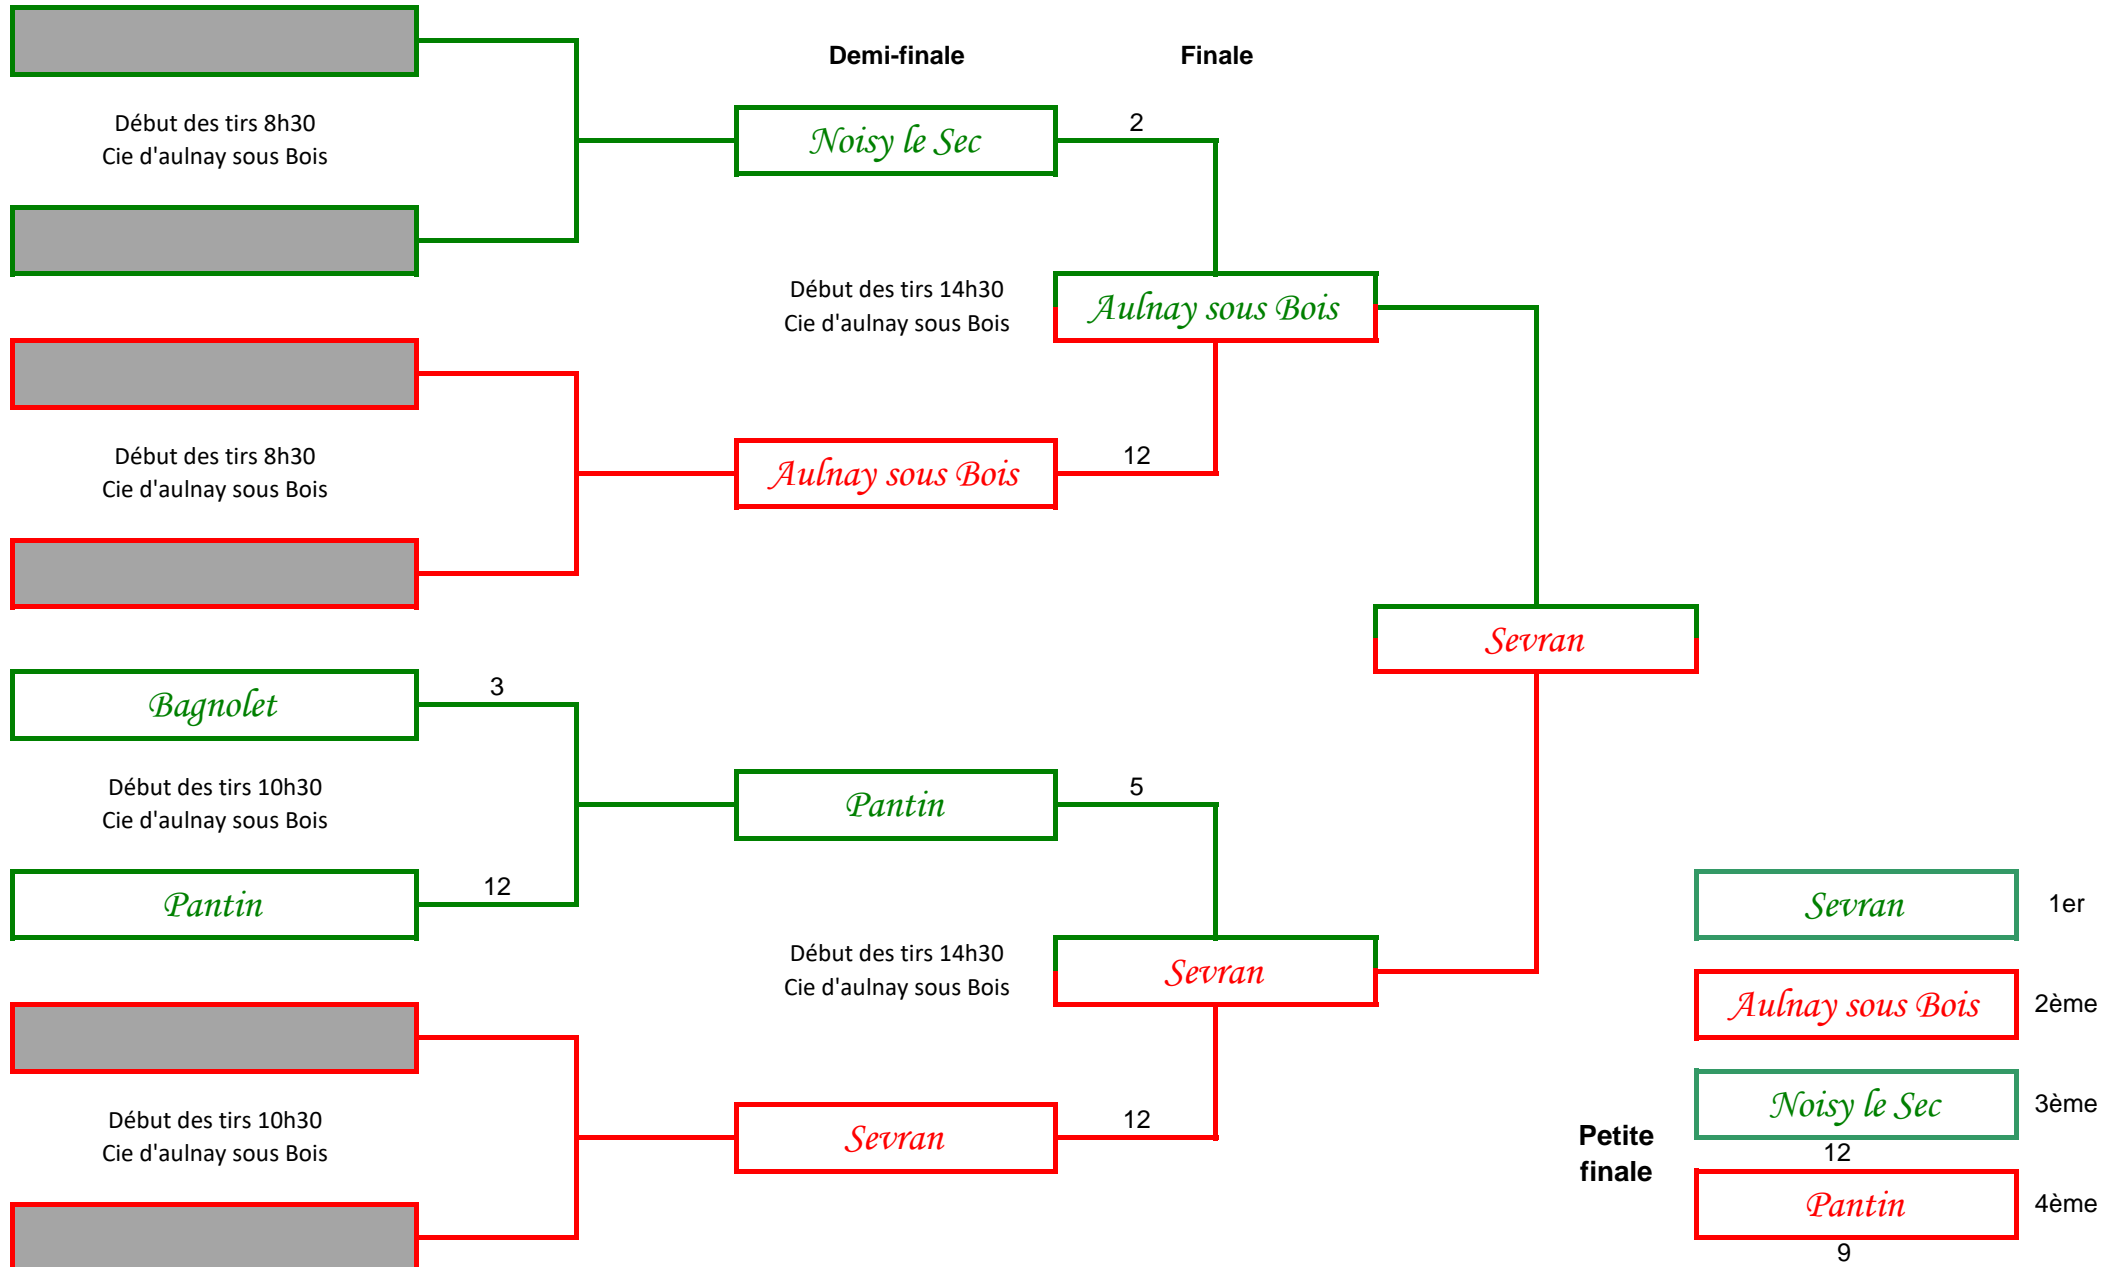 Demi-finale
Finale
Début des tirs 8h30
Cie d'aulnay sous Bois
Noisy le Sec
2
Début des tirs 14h30
Cie d'aulnay sous Bois
Aulnay sous Bois
Début des tirs 8h30
Cie d'aulnay sous Bois
Aulnay sous Bois
12
Sevran
Bagnolet
3
Début des tirs 10h30
Cie d'aulnay sous Bois
Pantin
5
Pantin
12
Début des tirs 14h30
Cie d'aulnay sous Bois
Sevran
Début des tirs 10h30
Cie d'aulnay sous Bois
Sevran
12
Sevran
1er
Aulnay sous Bois
2ème
Petite
finale
Noisy le Sec
3ème
12
Pantin
4ème
9